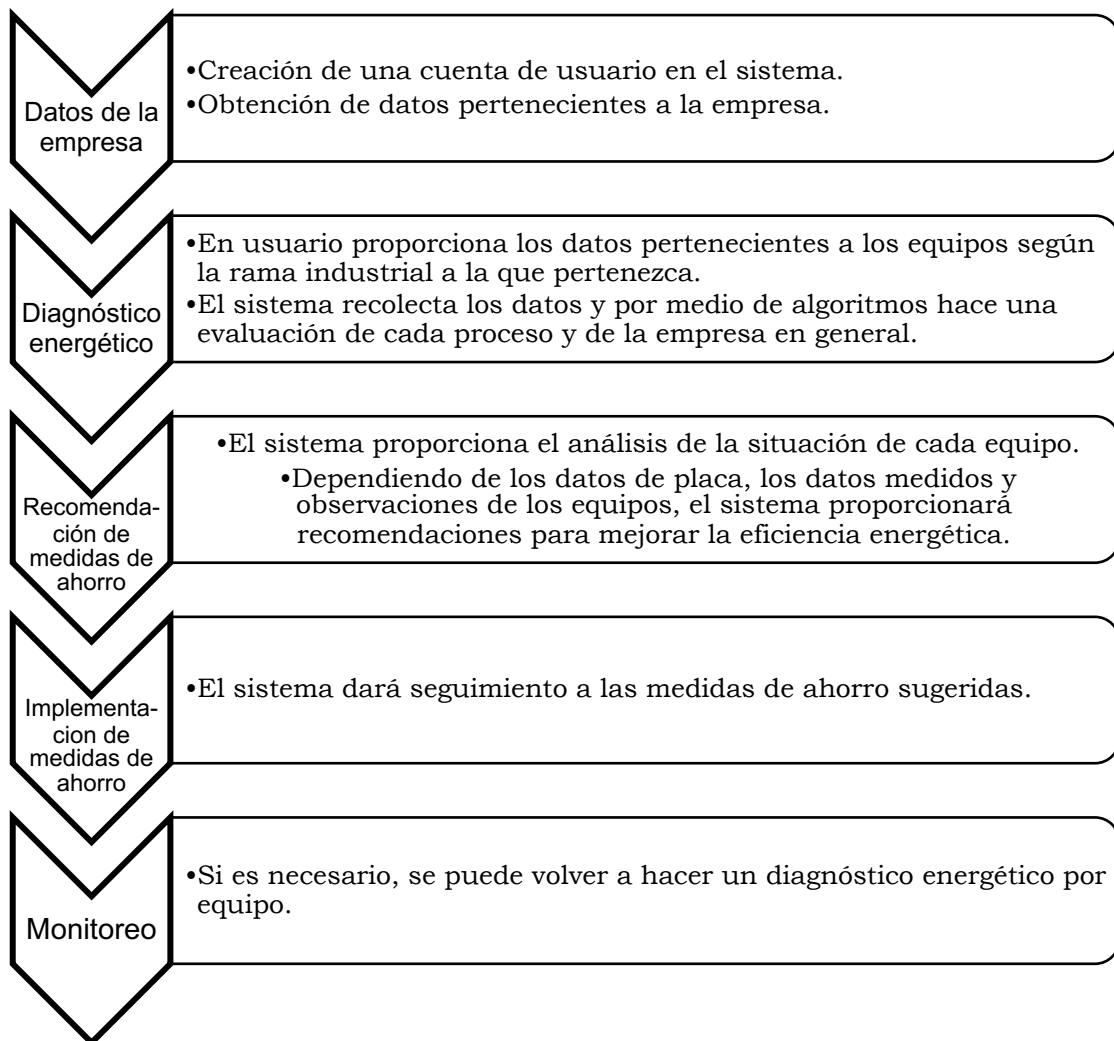 Datos de la
empresa
•Creación de una cuenta de usuario en el sistema.
•Obtención de datos pertenecientes a la empresa.
Diagnóstico
energético
•En usuario proporciona los datos pertenecientes a los equipos según
la rama industrial a la que pertenezca.
•El sistema recolecta los datos y por medio de algoritmos hace una
evaluación de cada proceso y de la empresa en general.
Recomenda-
ción de
medidas de
ahorro
•El sistema proporciona el análisis de la situación de cada equipo.
•Dependiendo de los datos de placa, los datos medidos y
observaciones de los equipos, el sistema proporcionará
recomendaciones para mejorar la eficiencia energética.
Implementa-
cion de
medidas de
ahorro
•El sistema dará seguimiento a las medidas de ahorro sugeridas.
Monitoreo
•Si es necesario, se puede volver a hacer un diagnóstico energético por
equipo.